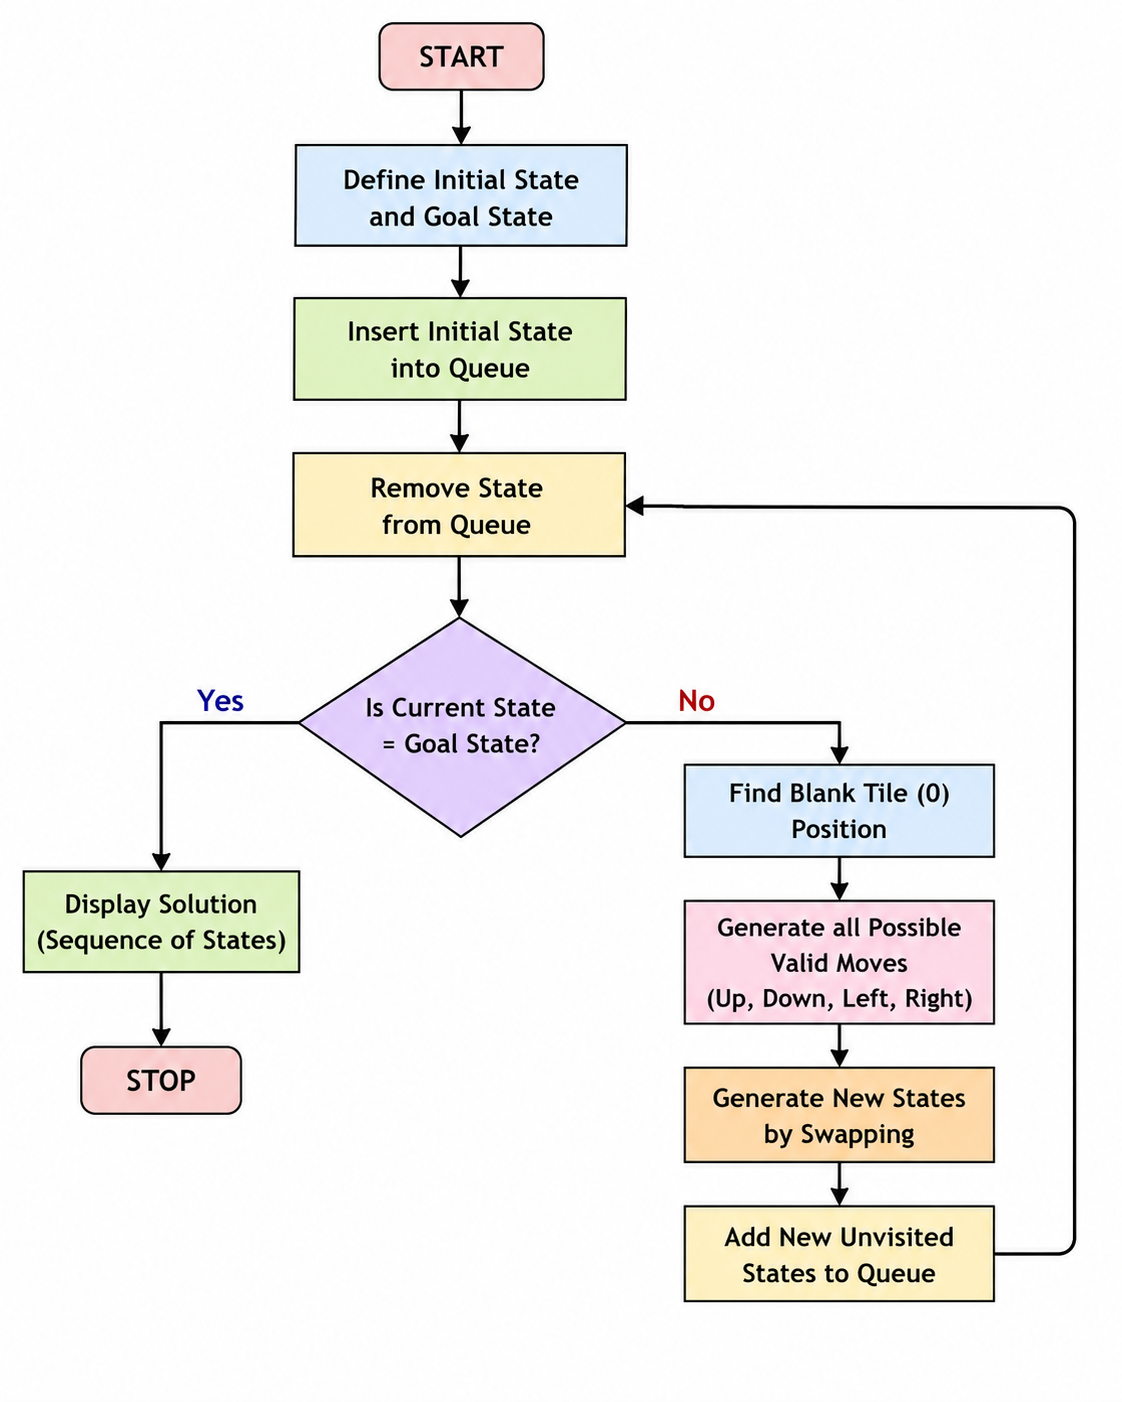 START
Define Initial State
and Goal State
Insert Initial State
into Queue
Remove State
from Queue
Is Current State
= Goal State?
Yes
No
Display Solution
(Sequence of States)
STOP
Find Blank Tile (0)
Position
Generate all Possible
Valid Moves
(Up, Down, Left, Right)
Generate New States
by Swapping
Add New Unvisited
States to Queue